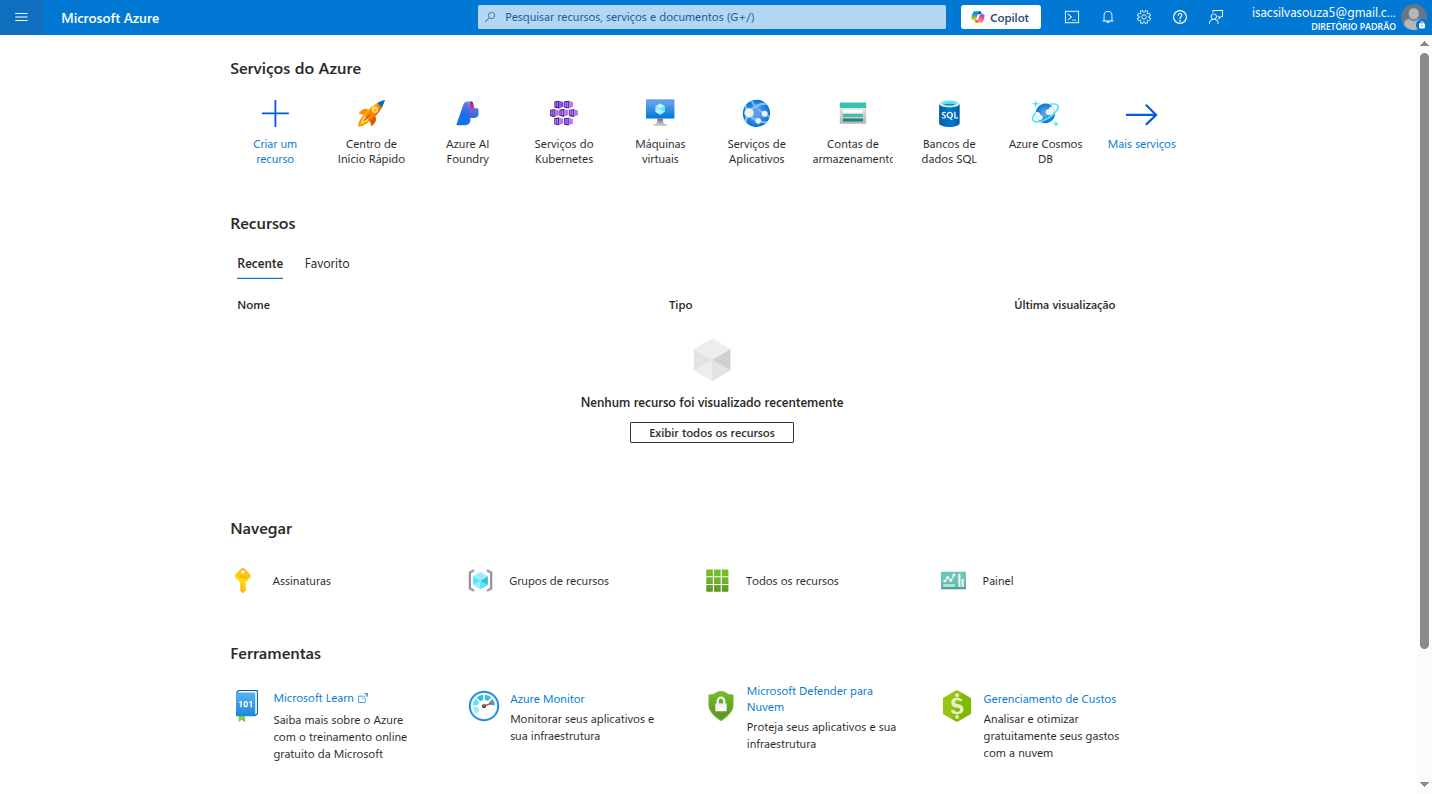 Microsoft Azure
Pesquisar recursos, serviços e documentos (G+/)
Copilot
isacsilvasouza5@gmail.c...
DIRETÓRIO PADRÃO
Serviços do Azure
Criar um
recurso
Centro de
Início Rápido
Azure AI
Foundry
Serviços do
Kubernetes
Máquinas
virtuais
Serviços de
Aplicativos
Contas de
armazenamento
SQL
Bancos de
dados SQL
Azure Cosmos
DB
Mais serviços
Recursos
Recente
Favorito
Nome
Tipo
Última visualização
Nenhum recurso foi visualizado recentemente
Exibir todos os recursos
Navegar
Assinaturas
Grupos de recursos
Todos os recursos
Painel
Ferramentas
101
Microsoft Learn
Saiba mais sobre o Azure
com o treinamento online
gratuito da Microsoft
Azure Monitor
Monitorar seus aplicativos e
sua infraestrutura
Microsoft Defender para
Nuvem
Proteja seus aplicativos e sua
infraestrutura
$
Gerenciamento de Custos
Analisar e otimizar
gratuitamente seus gastos
com a nuvem